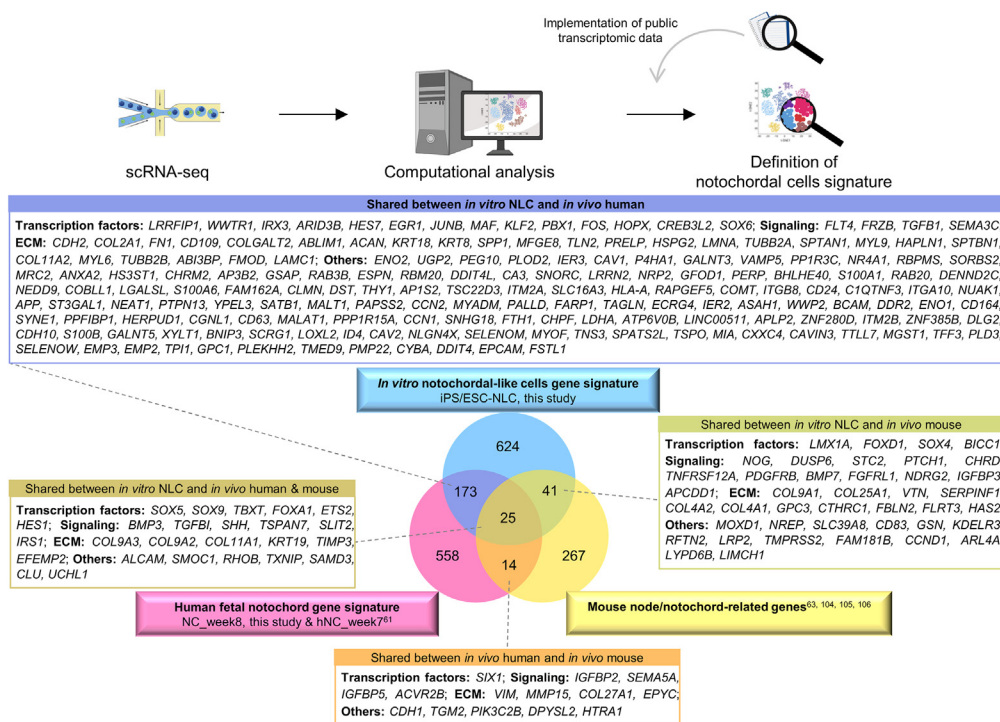 Implementation of public
transcriptomic data
scRNA-seq
Computational analysis
Definition of
notochordal cells signature
Shared between in vitro NLC and in vivo human
Transcription factors: LRRFIP1, WWTR1, IRX3, ARID3B, HES7, EGR1, JUNB, MAF, KLF2, PBX1, FOS, HOPX, CREB3L2, SOX6; Signaling: FLT4, FRZB, TGFB1, SEMA3C
ECM: CDH2, COL2A1, FN1, CD109, COLGALT2, ABLIM1, ACAN, KRT18, KRT8, SPP1, MFGE8, TLN2, PRELP, HSPG2, LMNA, TUBB2A, SPTAN1, MYL9, HAPLN1, SPTBN1,
COL11A2, MYL6, TUBB2B, ABI3BP, FMOD, LAMC1; Others: ENO2, UGP2, PEG10, PLOD2, IER3, CAV1, P4HA1, GALNT3, VAMP5, PP1R3C, NR4A1, RBPMS, SORBS2,
MRC2, ANXA2, HS3ST1, CHRM2, AP3B2, GSAP, RAB3B, ESPN, RBM20, DDIT4L, CA3, SNORC, LRRN2, NRP2, GFOD1, PERP, BHLHE40, S100A1, RAB20, DENND2C,
NEDD9, COBLL1, LGALSL, S100A6, FAM162A, CLMN, DST, THY1, AP1S2, TSC22D3, ITM2A, SLC16A3, HLA-A, RAPGEF5, COMT, ITGB8, CD24, C1QTNF3, ITGA10, NUAK1,
APP, ST3GAL1, NEAT1, PTPN13, YPEL3, SATB1, MALT1, PAPSS2, CCN2, MYADM, PALLD, FARP1, TAGLN, ECRG4, IER2, ASAH1, WWP2, BCAM, DDR2, ENO1, CD164,
SYNE1, PPFIBP1, HERPUD1, CGNL1, CD63, MALAT1, PPP1R15A, CCN1, SNHG18, FTH1, CHPF, LDHA, ATP6V0B, LINC00511, APLP2, ZNF280D, ITM2B, ZNF385B, DLG2,
CDH10, S100B, GALNT5, XYLT1, BNIP3, SCRG1, LOXL2, ID4, CAV2, NLGN4X, SELENOM, MYOF, TNS3, SPATS2L, TSPO, MIA, CXXC4, CAVIN3, TTLL7, MGST1, TFF3, PLD3,
SELENOW, EMP3, EMP2, TPI1, GPC1, PLEKHH2, TMED9, PMP22, CYBA, DDIT4, EPCAM, FSTL1
In vitro notochordal-like cells gene signature
iPS/ESC-NLC, this study
Shared between in vitro NLC and in vivo mouse
Transcription factors: LMX1A, FOXD1, SOX4, BICC1
Signaling: NOG, DUSP6, STC2, PTCH1, CHRD
TNFRSF12A, PDGFRB, BMP7, FGFRL1, NDRG2, IGFBP3
APCDD1; ECM: COL9A1, COL25A1, VTN, SERPINF1
COL4A2, COL4A1, GPC3, CTHRC1, FBLN2, FLRT3, HAS2
Others: MOXD1, NREP, SLC39A8, CD83, GSN, KDELR3
RFTN2, LRP2, TMPRSS2, FAM181B, CCND1, ARL4A
LYPD6B, LIMCH1
624
173
41
25
558
14
267
Shared between in vitro NLC and in vivo human & mouse
Transcription factors: SOX5, SOX9, TBXT, FOXA1, ETS2,
HES1; Signaling: BMP3, TGFBI, SHH, TSPAN7, SLIT2,
IRS1; ECM: COL9A3, COL9A2, COL11A1, KRT19, TIMP3,
EFEMP2; Others: ALCAM, SMOC1, RHOB, TXNIP, SAMD3,
CLU, UCHL1
Human fetal notochord gene signature
NC_week8, this study & hNC_week7⁶¹
Mouse node/notochord-related genes⁶³, ¹⁰⁴, ¹⁰⁵, ¹⁰⁶
Shared between in vivo human and in vivo mouse
Transcription factors: SIX1; Signaling: IGFBP2, SEMA5A,
IGFBP5, ACVR2B; ECM: VIM, MMP15, COL27A1, EPYC;
Others: CDH1, TGM2, PIK3C2B, DPYSL2, HTRA1